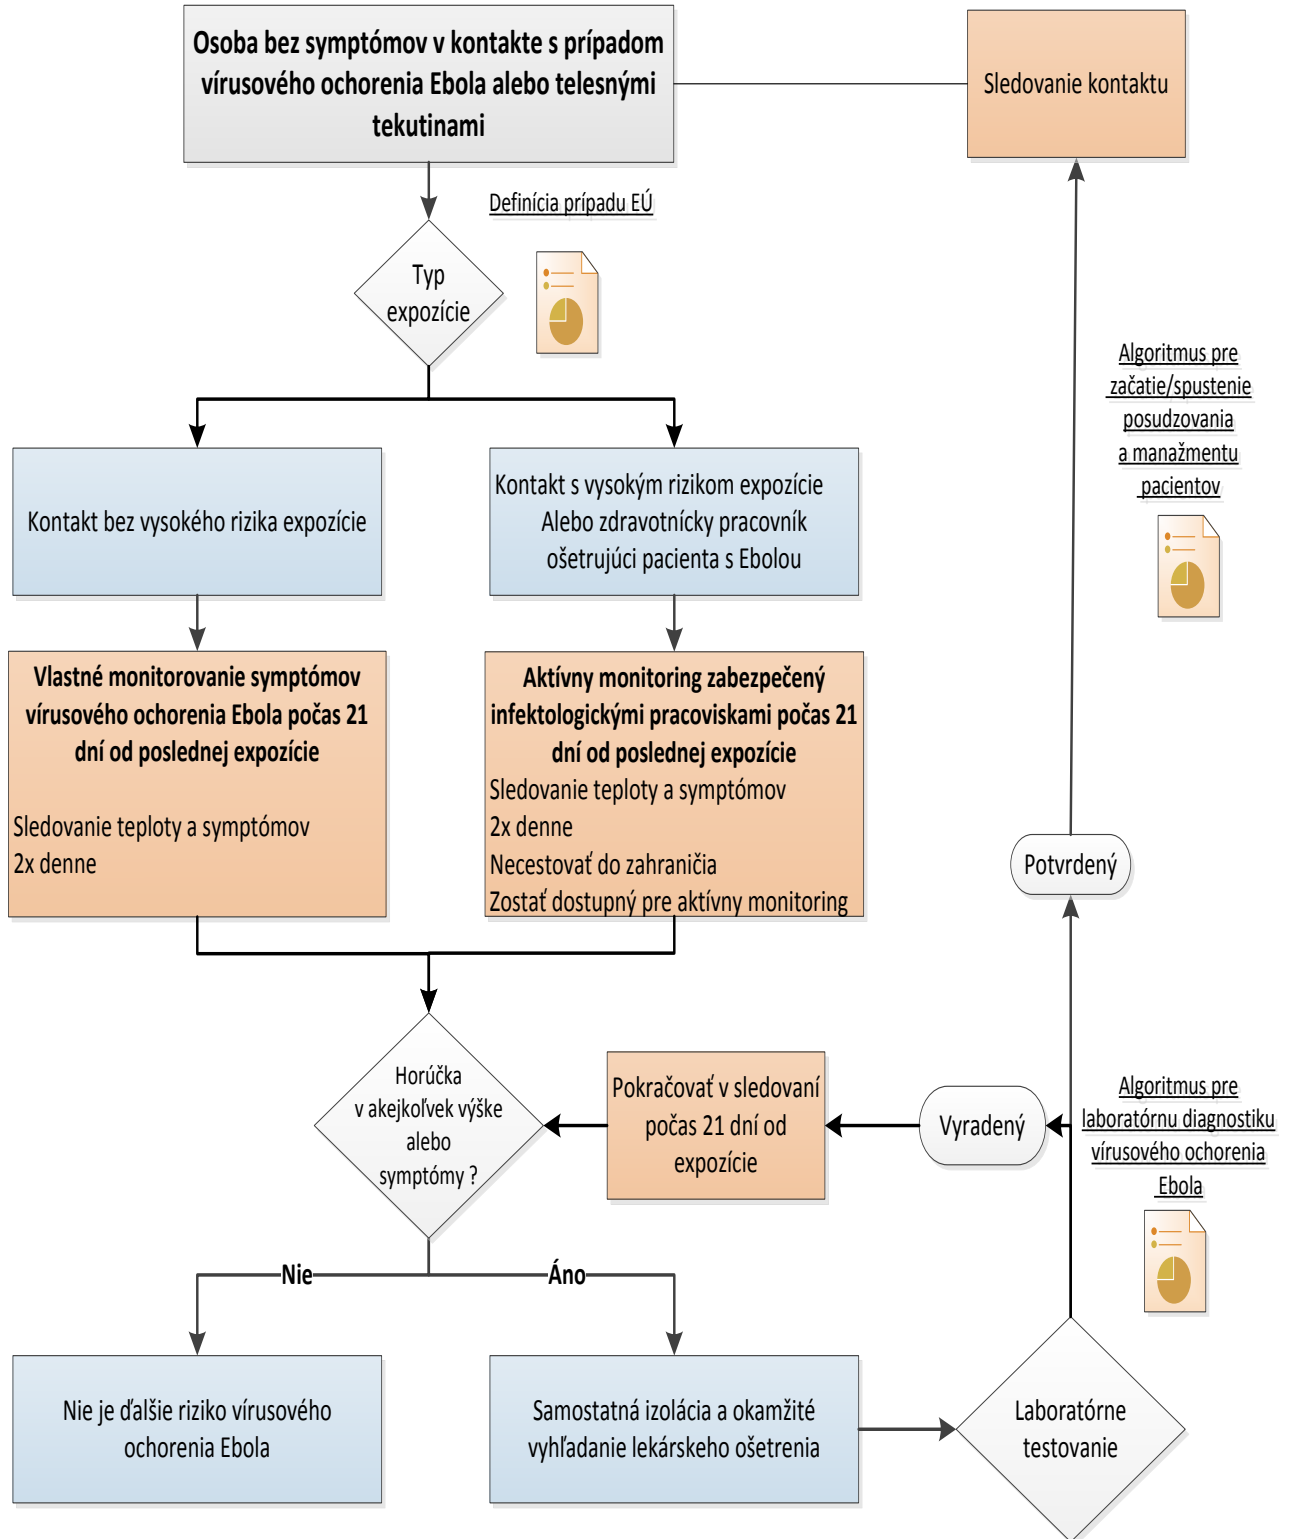 Osoba bez symptómov v kontakte s prípadom
vírusového ochorenia Ebola alebo telesnými
tekutinami
Sledovanie kontaktu
Definícia prípadu EÚ
Typ
expozície
Algoritmus pre
začatie/spustenie
posudzovania
a manažmentu
pacientov
Kontakt bez vysokého rizika expozície
Kontakt s vysokým rizikom expozície
Alebo zdravotnícky pracovník
ošetrujúci pacienta s Ebolou
Vlastné monitorovanie symptómov
vírusového ochorenia Ebola počas 21
dní od poslednej expozície
Sledovanie teploty a symptómov
2x denne
Aktívny monitoring zabezpečený
infektologickými pracoviskami počas 21
dní od poslednej expozície
Sledovanie teploty a symptómov
2x denne
Necestovať do zahraničia
Zostať dostupný pre aktívny monitoring
Potvrdený
Horúčka
v akejkoľvek výške
alebo
symptómy ?
Pokračovať v sledovaní
počas 21 dní od
expozície
Vyradený
Algoritmus pre
laboratórnu diagnostiku
vírusového ochorenia
Ebola
Nie
Áno
Nie je ďalšie riziko vírusového
ochorenia Ebola
Samostatná izolácia a okamžité
vyhľadanie lekárskeho ošetrenia
Laboratórne
testovanie